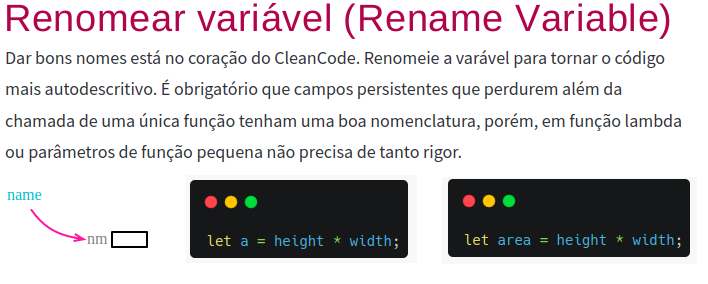 Renomear variável (Rename Variable)
Dar bons nomes está no coração do CleanCode. Renomeie a varável para tornar o código
mais autodescritivo. É obrigatório que campos persistentes que perdurem além da
chamada de uma única função tenham uma boa nomenclatura, porém, em função lambda
ou parâmetros de função pequena não precisa de tanto rigor.
name
nm
let a = height * width;
let area = height * width;